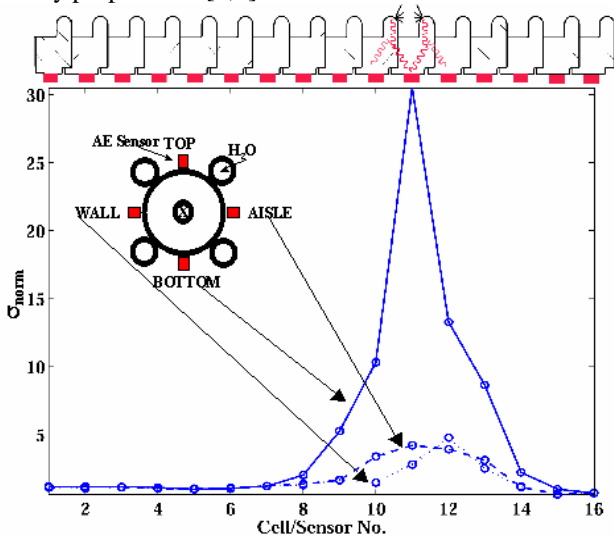 30
25
20
15
10
5
σnorm
AE Sensor
TOP
H₂O
WALL
X
AISLE
BOTTOM
2 4 6 8 10 12 14 16
Cell/Sensor No.